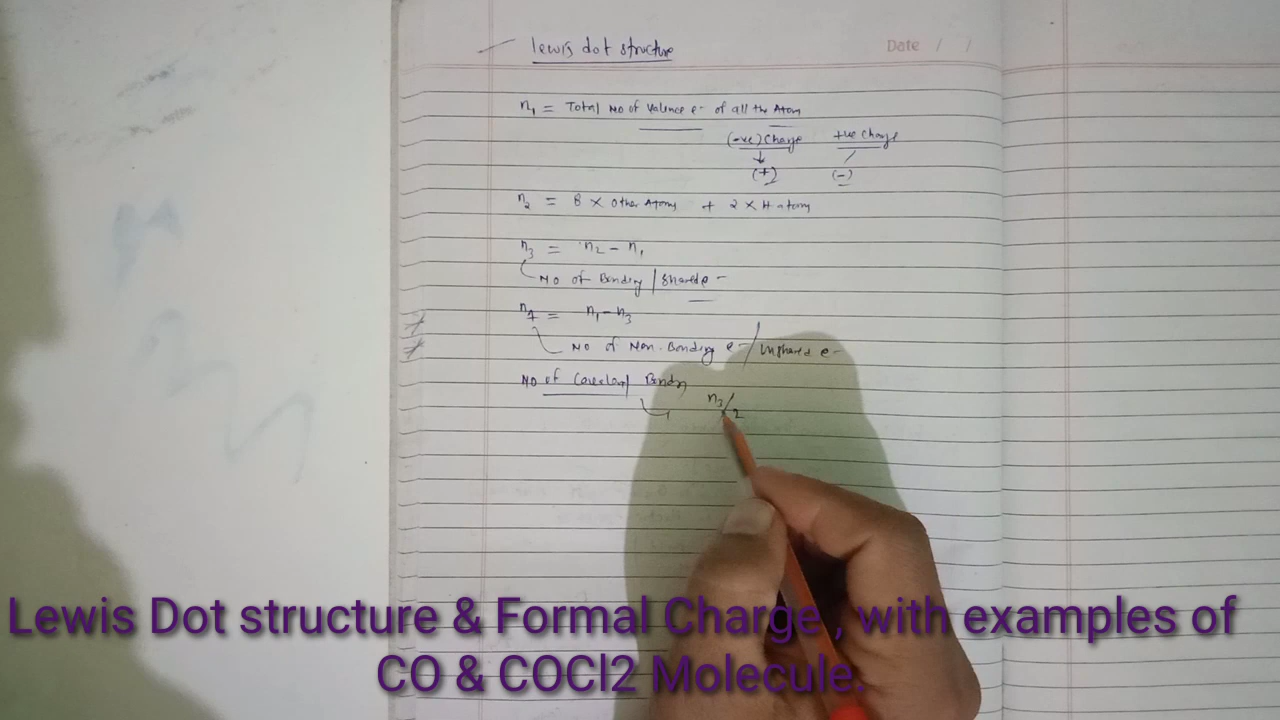 Lewis dot structure
Date / /
n1 = Total No of Valence e- of all the Atom
(-ve) Charge +ve Charge
(+) (-)
n2 = 8 × Other Atoms + 2 × H atom
n3 = n2 - n1
No of Bonding / Shared e-
n4 = n1 - n3
No of Non-Bonding e- / Unshared e-
No of Covalent Bonds
n3/2
Lewis Dot structure & Formal Charge , with examples of
CO & COCl2 Molecule.